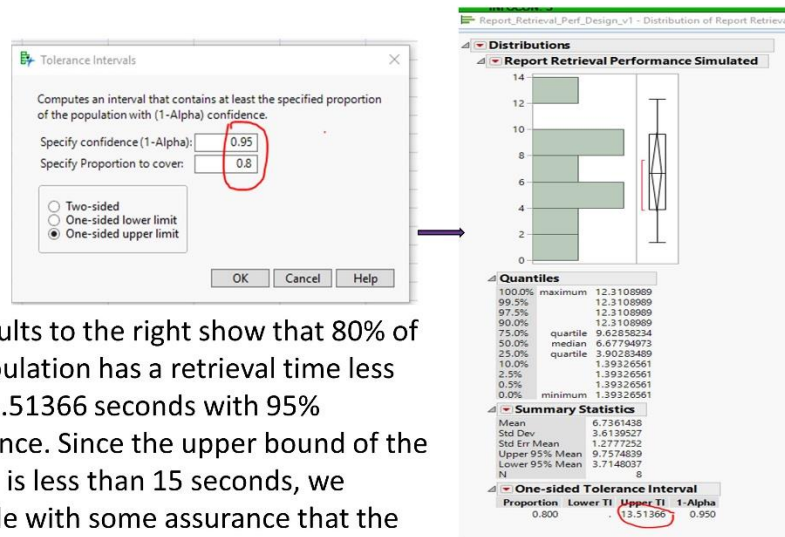 Tolerance Intervals
Computes an interval that contains at least the specified proportion
of the population with (1-Alpha) confidence.
Specify confidence (1-Alpha): 0.95
Specify Proportion to cover: 0.8
Two-sided
One-sided lower limit
One-sided upper limit
OK Cancel Help
ults to the right show that 80% of
pulation has a retrieval time less
.51366 seconds with 95%
ence. Since the upper bound of the
is less than 15 seconds, we
de with some assurance that the
Report_Retrieval_Perf_Design_v1 - Distribution of Report Retrieva
Distributions
Report Retrieval Performance Simulated
14
12
10
8
6
4
2
0
Quantiles
100.0% maximum 12.3108989
99.5% 12.3108989
97.5% 12.3108989
90.0% 12.3108989
75.0% quartile 9.62858234
50.0% median 6.67794973
25.0% quartile 3.90283489
10.0% 1.39326561
2.5% 1.39326561
0.5% 1.39326561
0.0% minimum 1.39326561
Summary Statistics
Mean 6.7361438
Std Dev 3.6139527
Std Err Mean 1.2777252
Upper 95% Mean 9.7574839
Lower 95% Mean 3.7148037
N 8
One-sided Tolerance Interval
Proportion Lower TI Upper TI 1-Alpha
0.800 . 13.51366 0.950